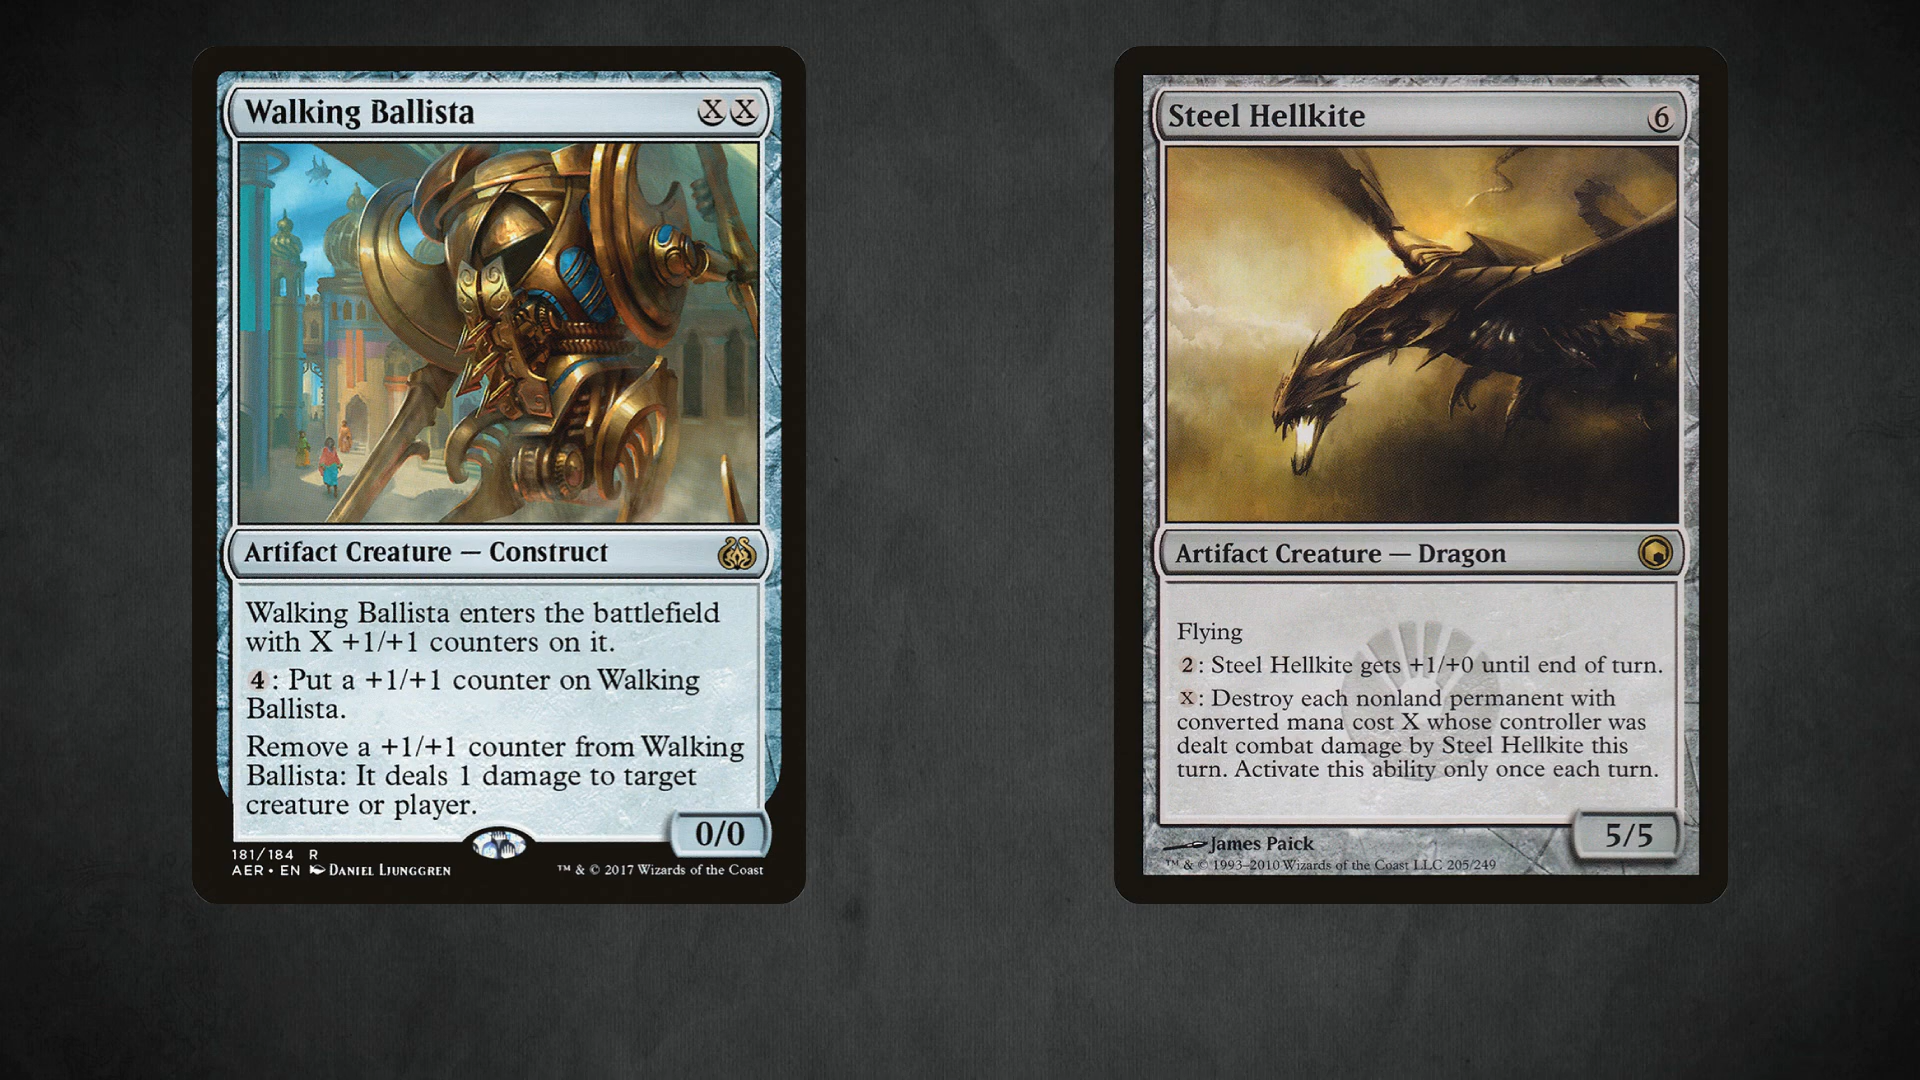 Walking Ballista XX
Artifact Creature — Construct
Walking Ballista enters the battlefield
with X +1/+1 counters on it.
4: Put a +1/+1 counter on Walking
Ballista.
Remove a +1/+1 counter from Walking
Ballista: It deals 1 damage to target
creature or player.
0/0
181/184 R
AER • EN Daniel Ljunggren
™ & © 2017 Wizards of the Coast
Steel Hellkite 6
Artifact Creature — Dragon
Flying
2: Steel Hellkite gets +1/+0 until end of turn.
X: Destroy each nonland permanent with
converted mana cost X whose controller was
dealt combat damage by Steel Hellkite this
turn. Activate this ability only once each turn.
5/5
James Paick
™ & © 1993–2010 Wizards of the Coast LLC 205/249